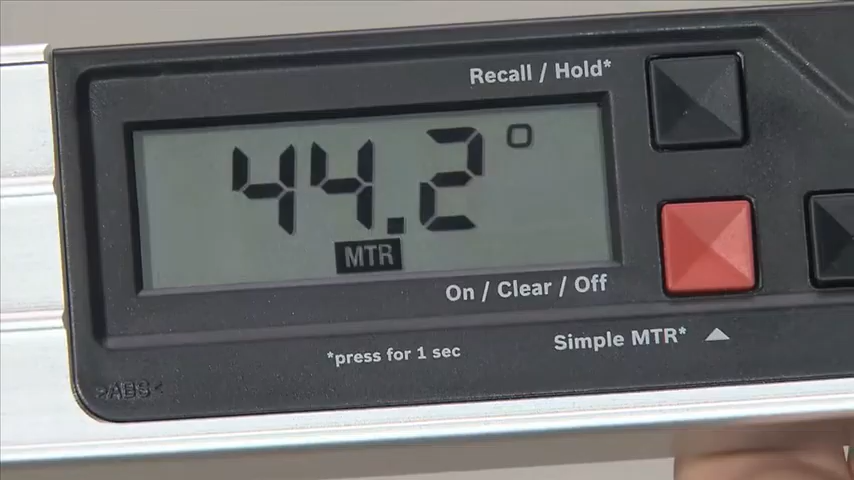 Recall / Hold*
44.2°
MTR
On / Clear / Off
Simple MTR*
*press for 1 sec
>ABS<